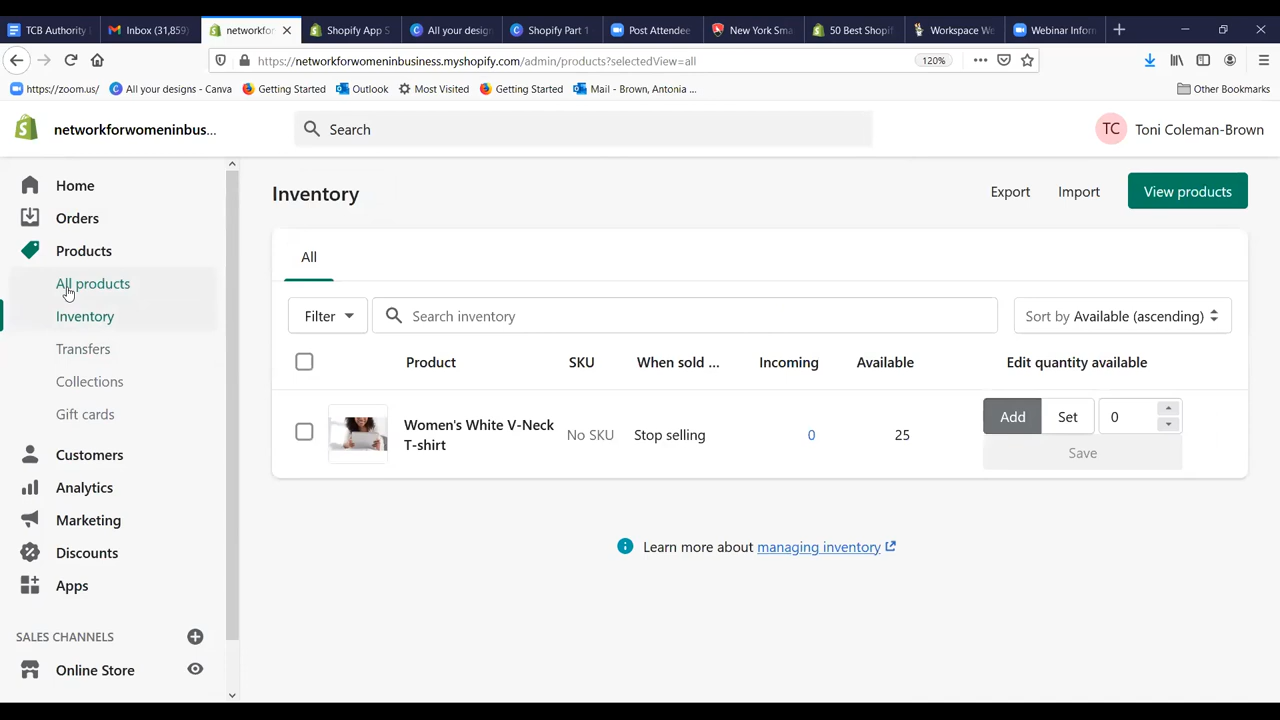 TCB Authority
Inbox (31,859)
networkfor
Shopify App S
All your desig
Shopify Part 1
Post Attendee
New York Sma
50 Best Shopif
Workspace We
Webinar Inform
https://networkforwomeninbusiness.myshopify.com/admin/products?selectedView=all
120%
https://zoom.us/
All your designs - Canva
Getting Started
Outlook
Most Visited
Getting Started
Mail - Brown, Antonia ...
Other Bookmarks
networkforwomeninbus...
Search
TC
Toni Coleman-Brown
Home
Orders
Products
All products
Inventory
Transfers
Collections
Gift cards
Customers
Analytics
Marketing
Discounts
Apps
SALES CHANNELS
Online Store
Inventory
Export
Import
View products
All
Filter
Search inventory
Sort by Available (ascending)
Product
SKU
When sold ...
Incoming
Available
Edit quantity available
Women's White V-Neck
T-shirt
No SKU
Stop selling
0
25
Add
Set
0
Save
Learn more about managing inventory